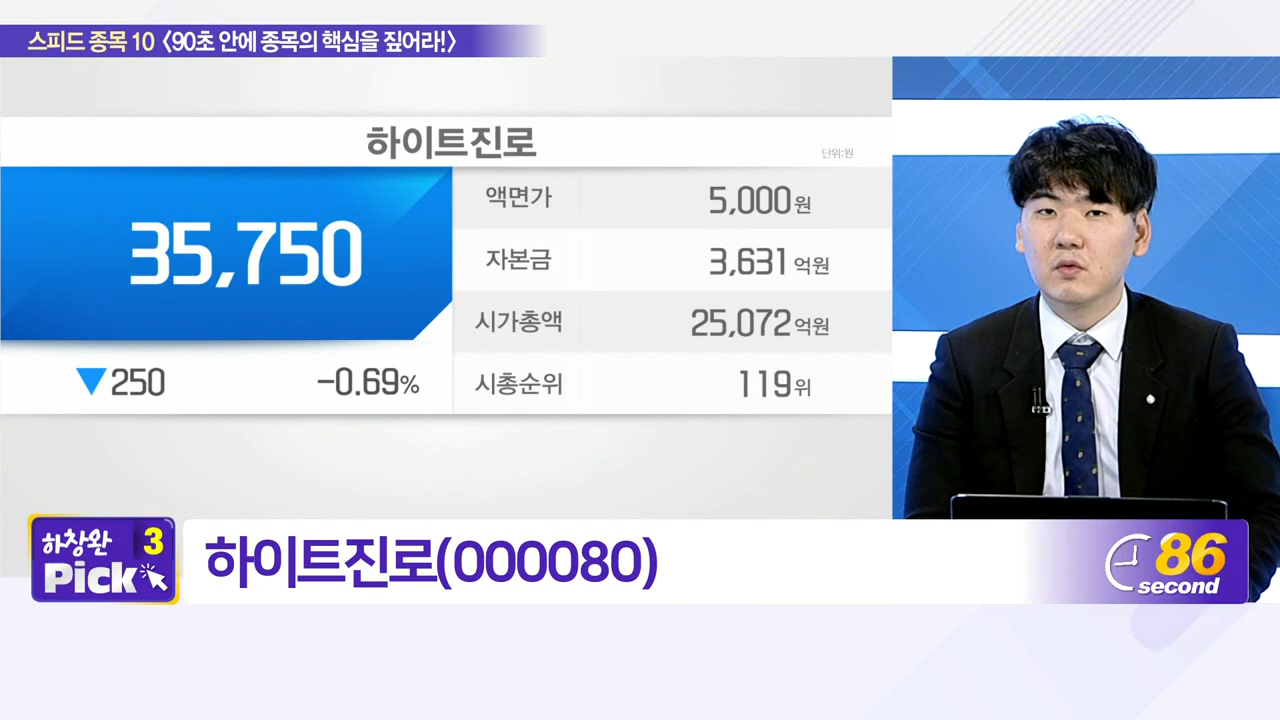 스피드 종목 10 <90초 안에 종목의 핵심을 짚어라!>
하이트진로
단위:원
35,750
▼250 -0.69%
액면가 5,000원
자본금 3,631억원
시가총액 25,072억원
시총순위 119위
하창완 3
Pick
하이트진로(000080)
86
second